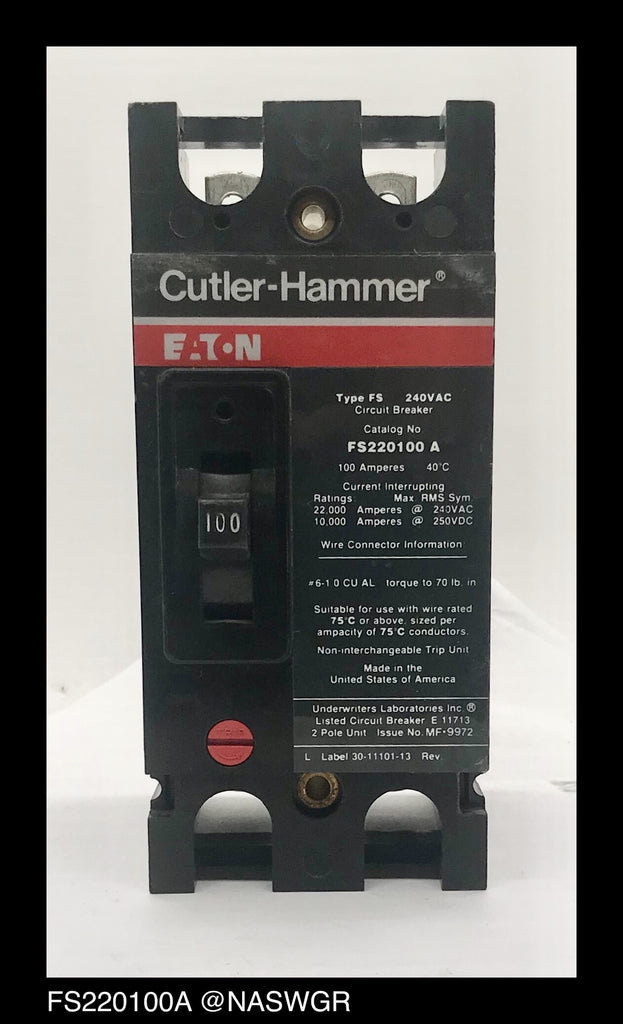 Cutler-Hammer®
EATON
Type FS 240VAC
Circuit Breaker
Catalog No
FS220100 A
100 Amperes 40°C
Current Interrupting
Ratings: Max. RMS Sym.
22,000 Amperes @ 240VAC
10,000 Amperes @ 250VDC
100
Wire Connector Information:
#6-1 0 CU AL torque to 70 lb. in
Suitable for use with wire rated
75°C or above, sized per
ampacity of 75°C conductors.
Non-interchangeable Trip Unit
Made in the
United States of America
Underwriters Laboratories Inc.®
Listed Circuit Breaker E 11713
2 Pole Unit Issue No. MF-9972
L Label 30-11101-13 Rev.
FS220100A @NASWGR